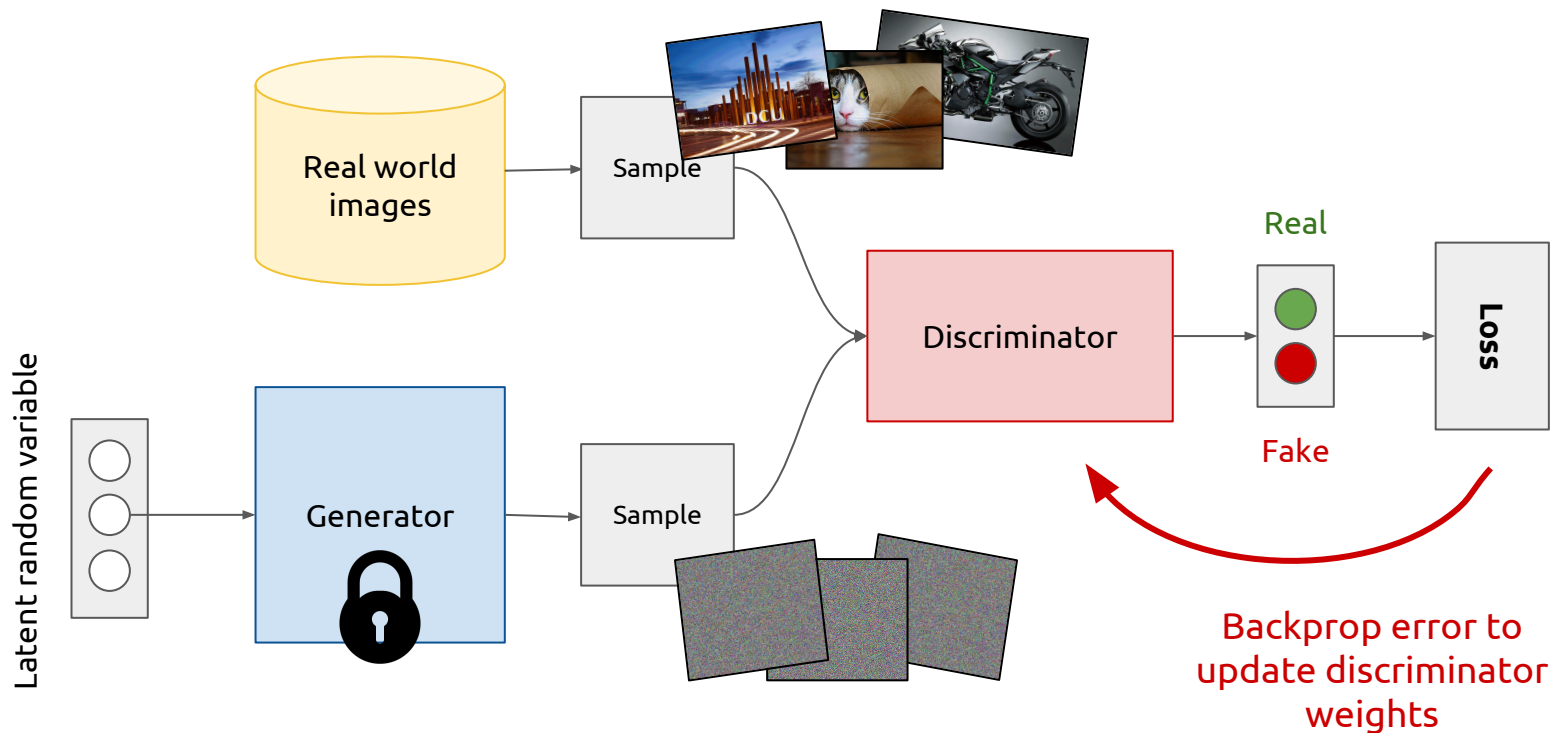 DCU
Real world
images
Sample
Real
Loss
Discriminator
Latent random variable
Generator
Sample
Fake
Backprop error to
update discriminator
weights